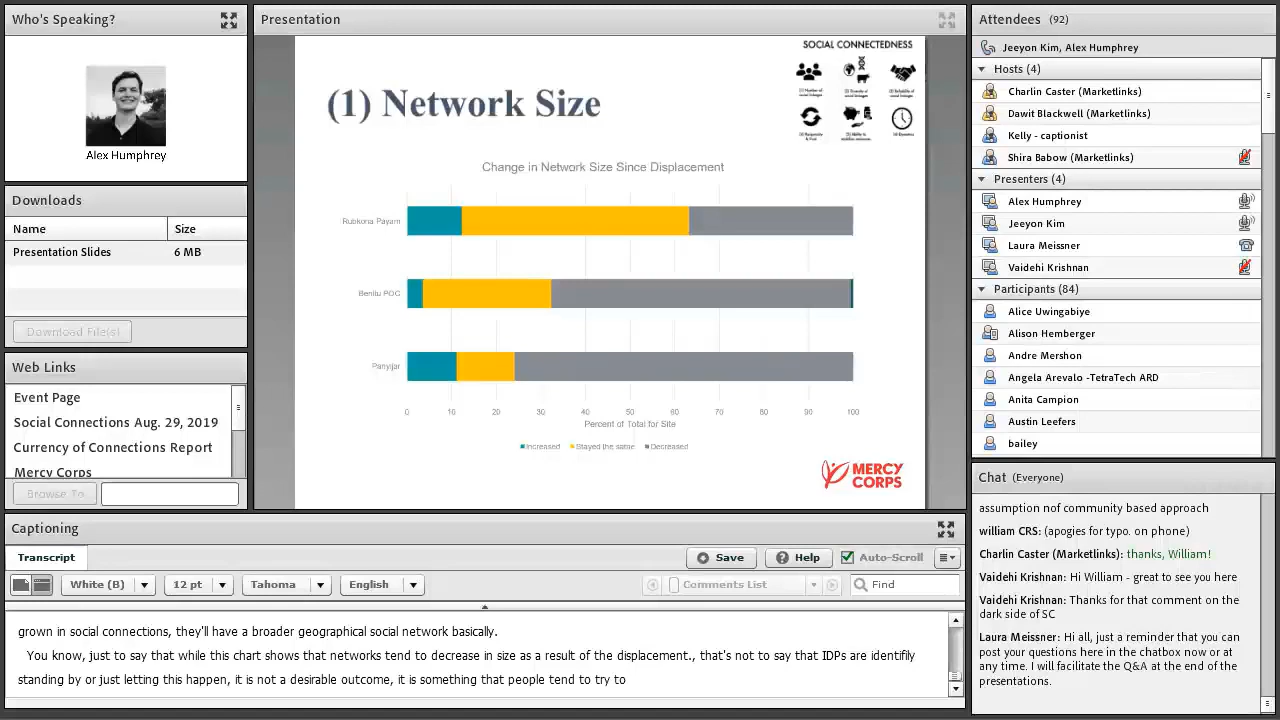 Who's Speaking?
Alex Humphrey
Downloads
Name Size
Presentation Slides 6 MB
Download File(s)
Web Links
Event Page
Social Connections Aug. 29, 2019
Currency of Connections Report
Mercy Corps
Browse To
Presentation
SOCIAL CONNECTEDNESS
(1) Network Size
Change in Network Size Since Displacement
Rubkona Payam
Bentiu POC
Panyijar
0 10 20 30 40 50 60 70 80 90 100
Percent of Total for Site
Increased Stayed the same Decreased
MERCY
CORPS
Captioning
Transcript Save Help Auto-Scroll
White (B) 12 pt Tahoma English Comments List Find
grown in social connections, they'll have a broader geographical social network basically.
You know, just to say that while this chart shows that networks tend to decrease in size as a result of the displacement., that's not to say that IDPs are identifily
standing by or just letting this happen, it is not a desirable outcome, it is something that people tend to try to
Attendees (92)
Jeeyon Kim, Alex Humphrey
Hosts (4)
Charlin Caster (Marketlinks)
Dawit Blackwell (Marketlinks)
Kelly - captionist
Shira Babow (Marketlinks)
Presenters (4)
Alex Humphrey
Jeeyon Kim
Laura Meissner
Vaidehi Krishnan
Participants (84)
Alice Uwingabiye
Alison Hemberger
Andre Mershon
Angela Arevalo -TetraTech ARD
Anita Campion
Austin Leefers
bailey
Chat (Everyone)
assumption nof community based approach
william CRS: (apogies for typo. on phone)
Charlin Caster (Marketlinks): thanks, William!
Vaidehi Krishnan: Hi William - great to see you here
Vaidehi Krishnan: Thanks for that comment on the
dark side of SC
Laura Meissner: Hi all, just a reminder that you can
post your questions here in the chatbox now or at
any time. I will facilitate the Q&A at the end of the
presentations.